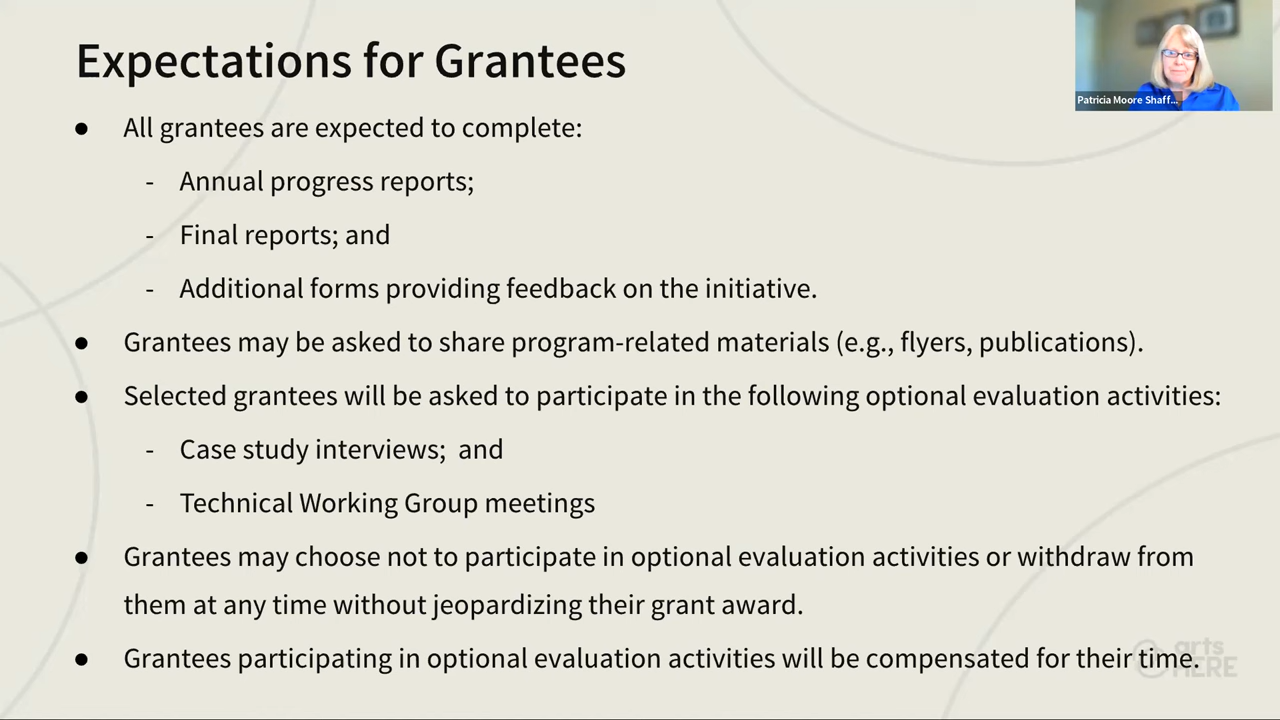 Expectations for Grantees
Patricia Moore Shaff...
● All grantees are expected to complete:
- Annual progress reports;
- Final reports; and
- Additional forms providing feedback on the initiative.
● Grantees may be asked to share program-related materials (e.g., flyers, publications).
● Selected grantees will be asked to participate in the following optional evaluation activities:
- Case study interviews;  and
- Technical Working Group meetings
● Grantees may choose not to participate in optional evaluation activities or withdraw from
them at any time without jeopardizing their grant award.
● Grantees participating in optional evaluation activities will be compensated for their time.
arts
HERE